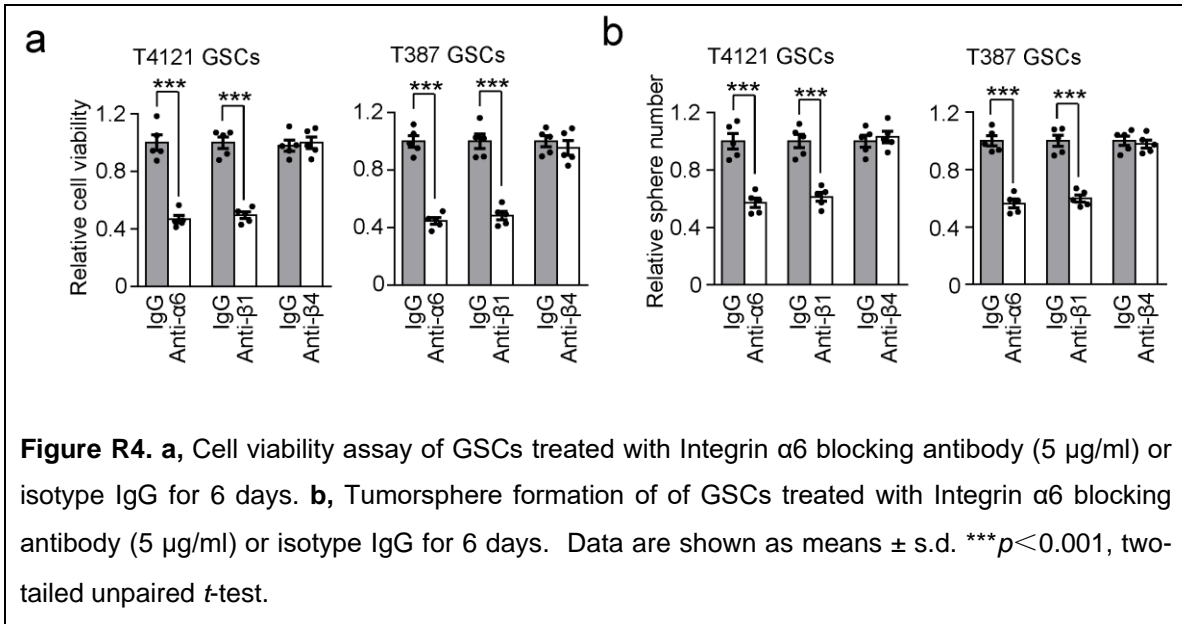 a
T4121 GSCs
Relative cell viability
1.2
0.8
0.4
0
***
***
IgG
Anti-α6
IgG
Anti-β1
IgG
Anti-β4
T387 GSCs
1.2
0.8
0.4
0
***
***
IgG
Anti-α6
IgG
Anti-β1
IgG
Anti-β4
b
T4121 GSCs
Relative sphere number
1.2
0.8
0.4
0
***
***
IgG
Anti-α6
IgG
Anti-β1
IgG
Anti-β4
T387 GSCs
1.2
0.8
0.4
0
***
***
IgG
Anti-α6
IgG
Anti-β1
IgG
Anti-β4
Figure R4. a, Cell viability assay of GSCs treated with Integrin α6 blocking antibody (5 μg/ml) or
isotype IgG for 6 days. b, Tumorsphere formation of of GSCs treated with Integrin α6 blocking
antibody (5 μg/ml) or isotype IgG for 6 days. Data are shown as means ± s.d. ***p<0.001, two-
tailed unpaired t-test.